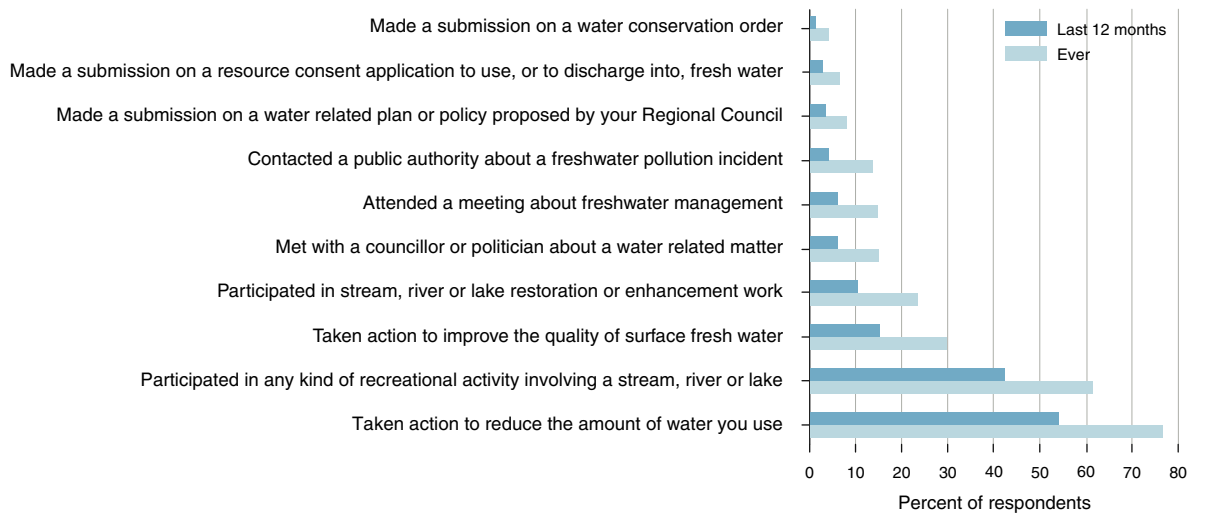 Made a submission on a water conservation order
Last 12 months
Ever
Made a submission on a resource consent application to use, or to discharge into, fresh water
Made a submission on a water related plan or policy proposed by your Regional Council
Contacted a public authority about a freshwater pollution incident
Attended a meeting about freshwater management
Met with a councillor or politician about a water related matter
Participated in stream, river or lake restoration or enhancement work
Taken action to improve the quality of surface fresh water
Participated in any kind of recreational activity involving a stream, river or lake
Taken action to reduce the amount of water you use
0 10 20 30 40 50 60 70 80
Percent of respondents